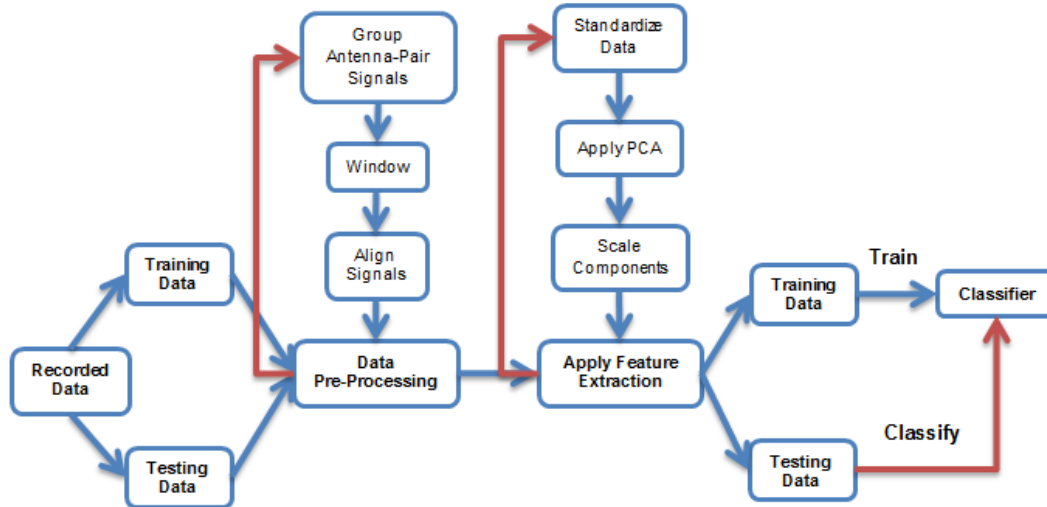 Group
Antenna-Pair
Signals
Window
Align
Signals
Standardize
Data
Apply PCA
Scale
Components
Recorded
Data
Training
Data
Testing
Data
Data
Pre-Processing
Apply Feature
Extraction
Training
Data
Testing
Data
Train
Classifier
Classify